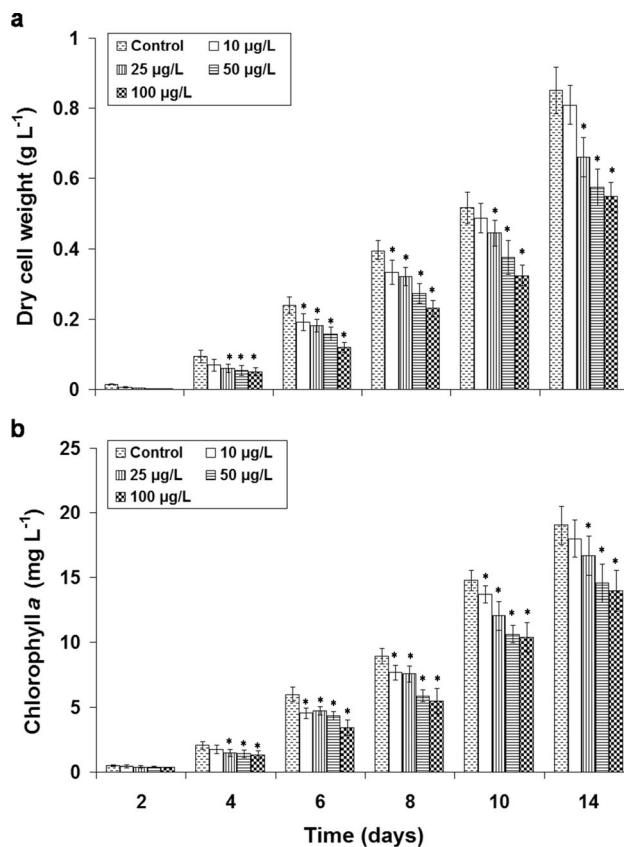 a
1
0.8
0.6
0.4
0.2
0
Dry cell weight (g L⁻¹)
Control 10 µg/L
25 µg/L 50 µg/L
100 µg/L
* * * * * * * * * * * * * * * * *
b
25
20
15
10
5
0
Chlorophyll a (mg L⁻¹)
Control 10 µg/L
25 µg/L 50 µg/L
100 µg/L
* * * * * * * * * * * * * * * * * *
2 4 6 8 10 14
Time (days)